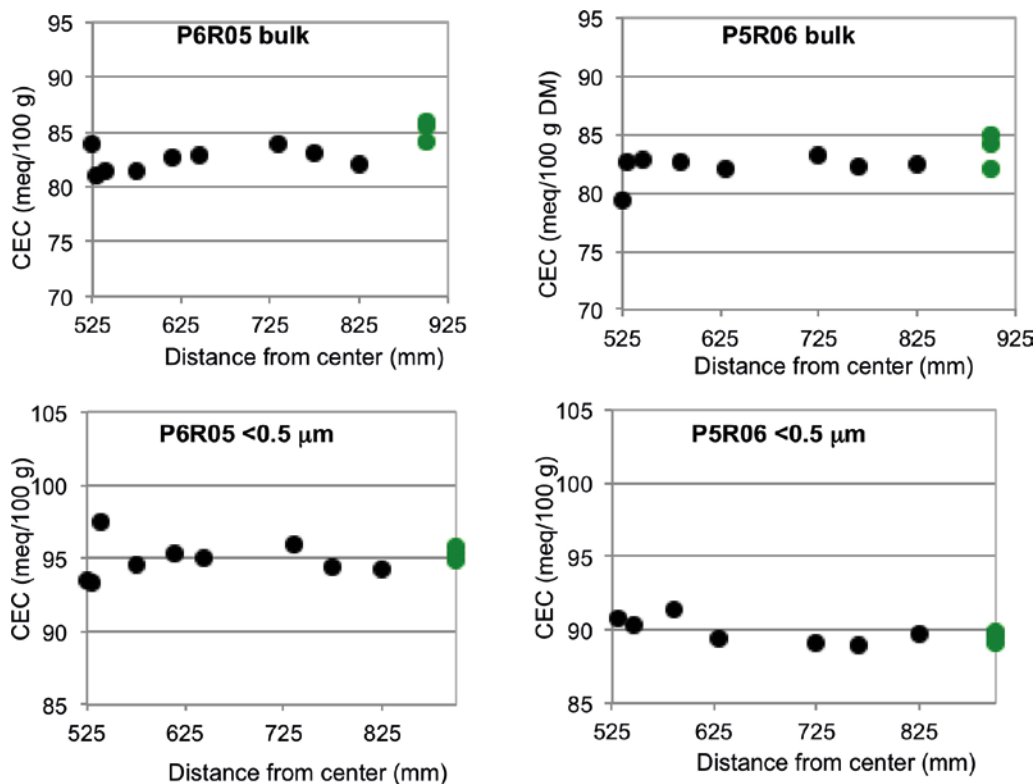 P6R05 bulk
CEC (meq/100 g)
95
90
85
80
75
70
525 625 725 825 925
Distance from center (mm)
P5R06 bulk
CEC (meq/100 g DM)
95
90
85
80
75
70
525 625 725 825 925
Distance from center (mm)
P6R05 <0.5 μm
CEC (meq/100 g)
105
100
95
90
85
525 625 725 825
Distance from center (mm)
P5R06 <0.5 μm
CEC (meq/100 g)
105
100
95
90
85
525 625 725 825
Distance from center (mm)